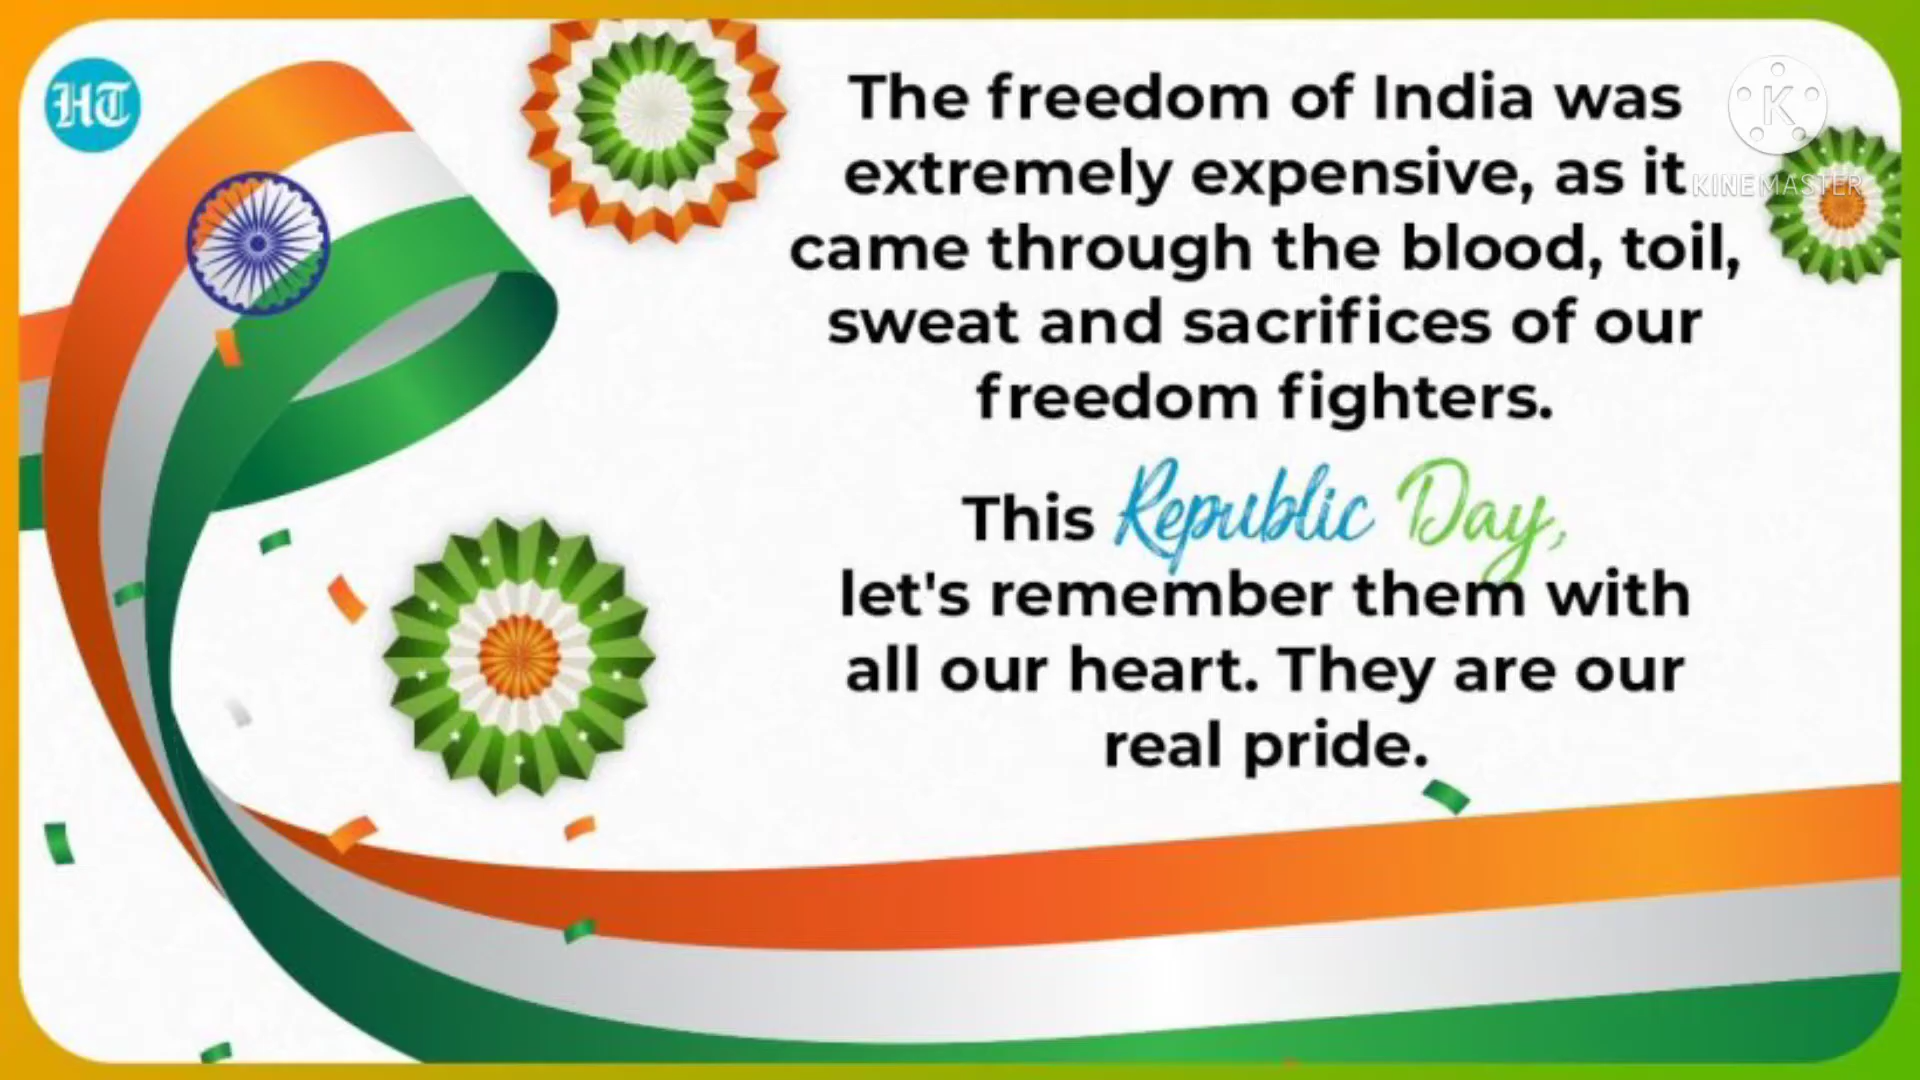 HT
The freedom of India was
extremely expensive, as it
came through the blood, toil,
sweat and sacrifices of our
freedom fighters.
This Republic Day,
let's remember them with
all our heart. They are our
real pride.
K
KINEMASTER